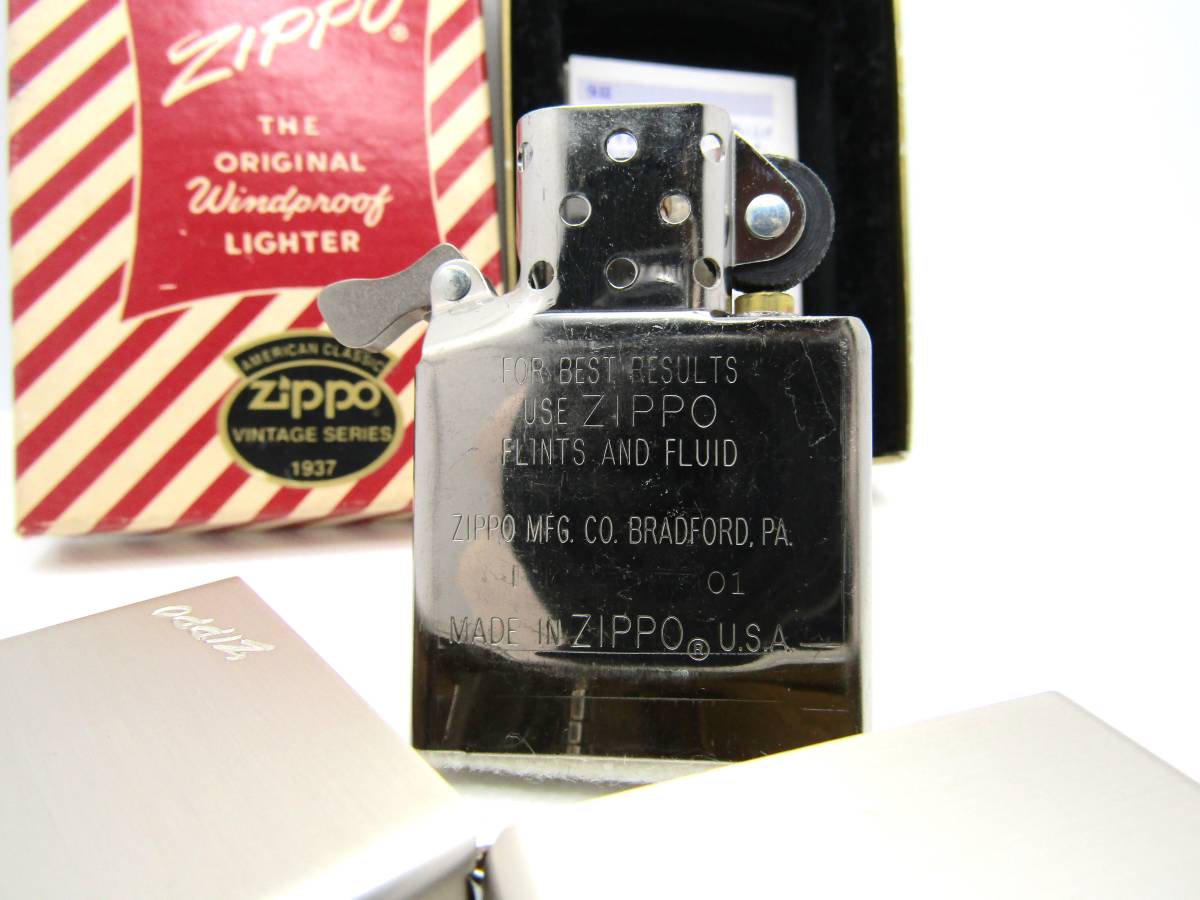 ZIPPO®
THE
ORIGINAL
Windproof
LIGHTER
AMERICAN CLASSIC
Zippo
VINTAGE SERIES
1937
FOR BEST RESULTS
USE ZIPPO
FLINTS AND FLUID
ZIPPO MFG. CO. BRADFORD, PA.
I 01
MADE IN ZIPPO® U.S.A.
Zippo